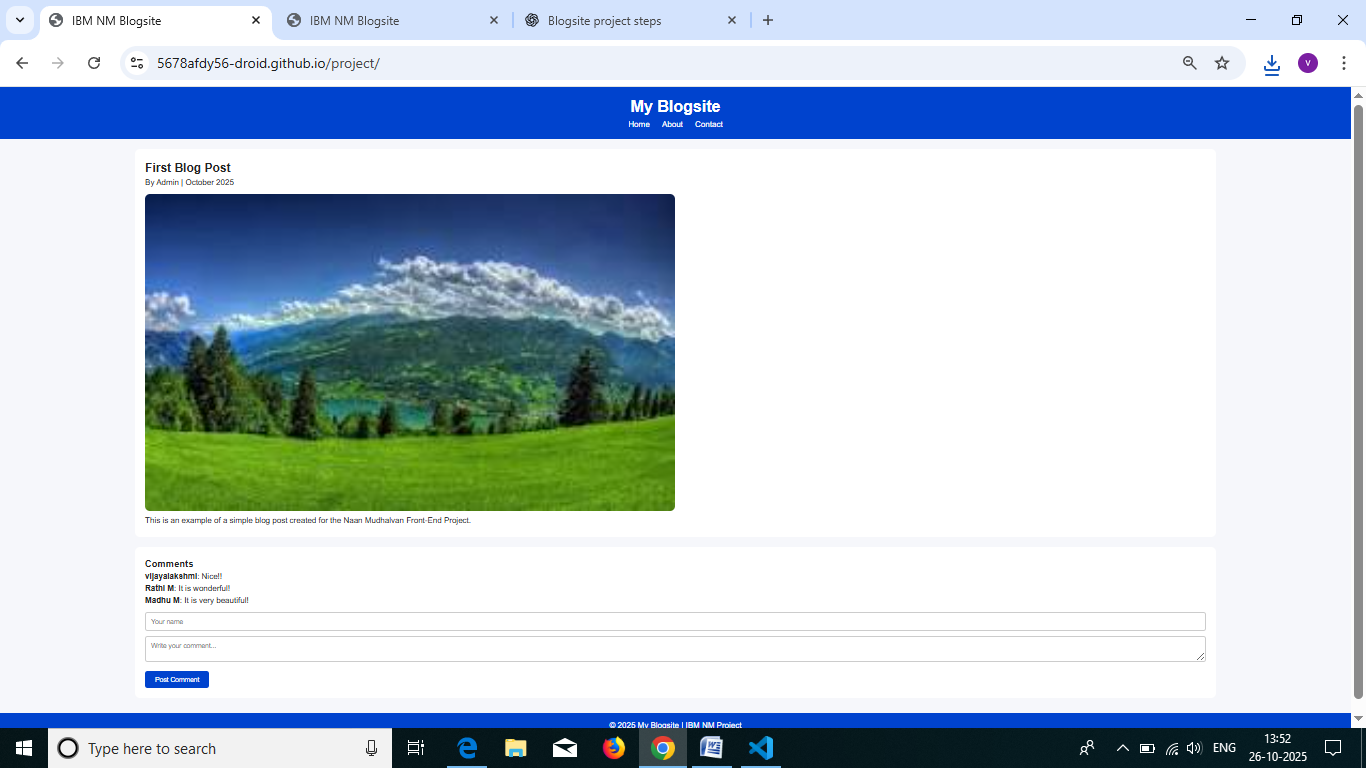 IBM NM Blogsite
IBM NM Blogsite
Blogsite project steps
5678afdy56-droid.github.io/project/
V
My Blogsite
Home About Contact
First Blog Post
By Admin | October 2025
This is an example of a simple blog post created for the Naan Mudhalvan Front-End Project.
Comments
vijayalakshmi: Nice!!
Rathi M: It is wonderful!
Madhu M: It is very beautiful!
Your name
Write your comment...
Post Comment
© 2025 My Blogsite | IBM NM Project
Type here to search
ENG
13:52
26-10-2025